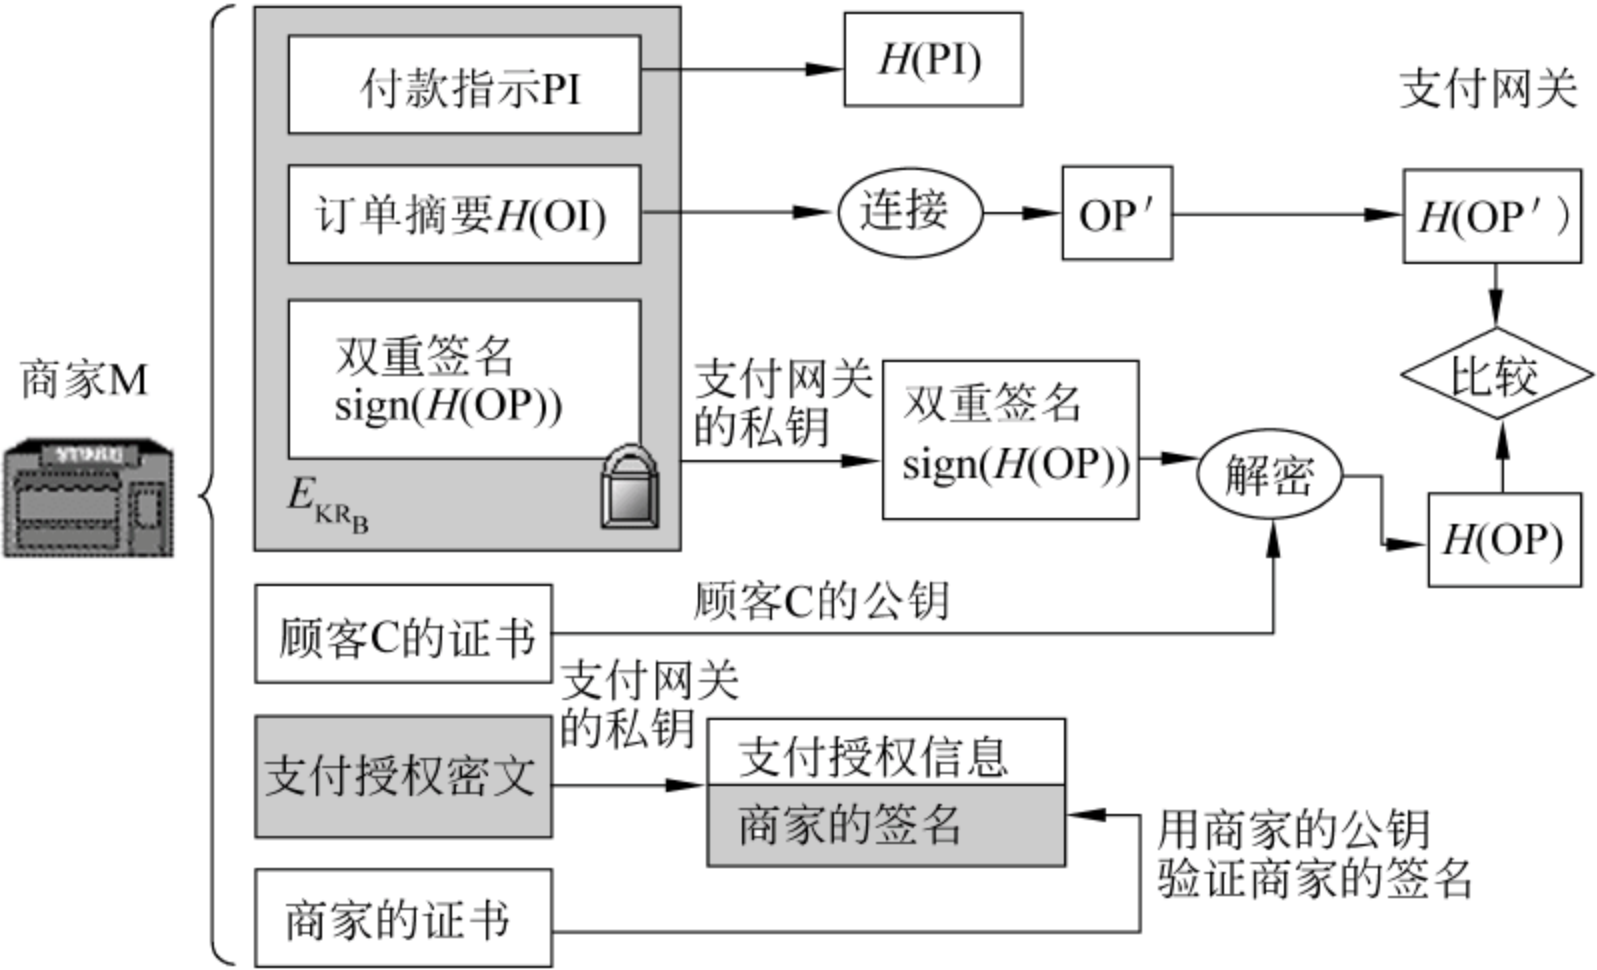 付款指示PI
H(PI)
支付网关
订单摘要H(OI)
连接
OP′
H(OP′)
商家M
双重签名
sign(H(OP))
E_KR_B
支付网关
的私钥
双重签名
sign(H(OP))
解密
比较
H(OP)
顾客C的证书
顾客C的公钥
支付网关
的私钥
支付授权密文
支付授权信息
商家的签名
用商家的公钥
验证商家的签名
商家的证书